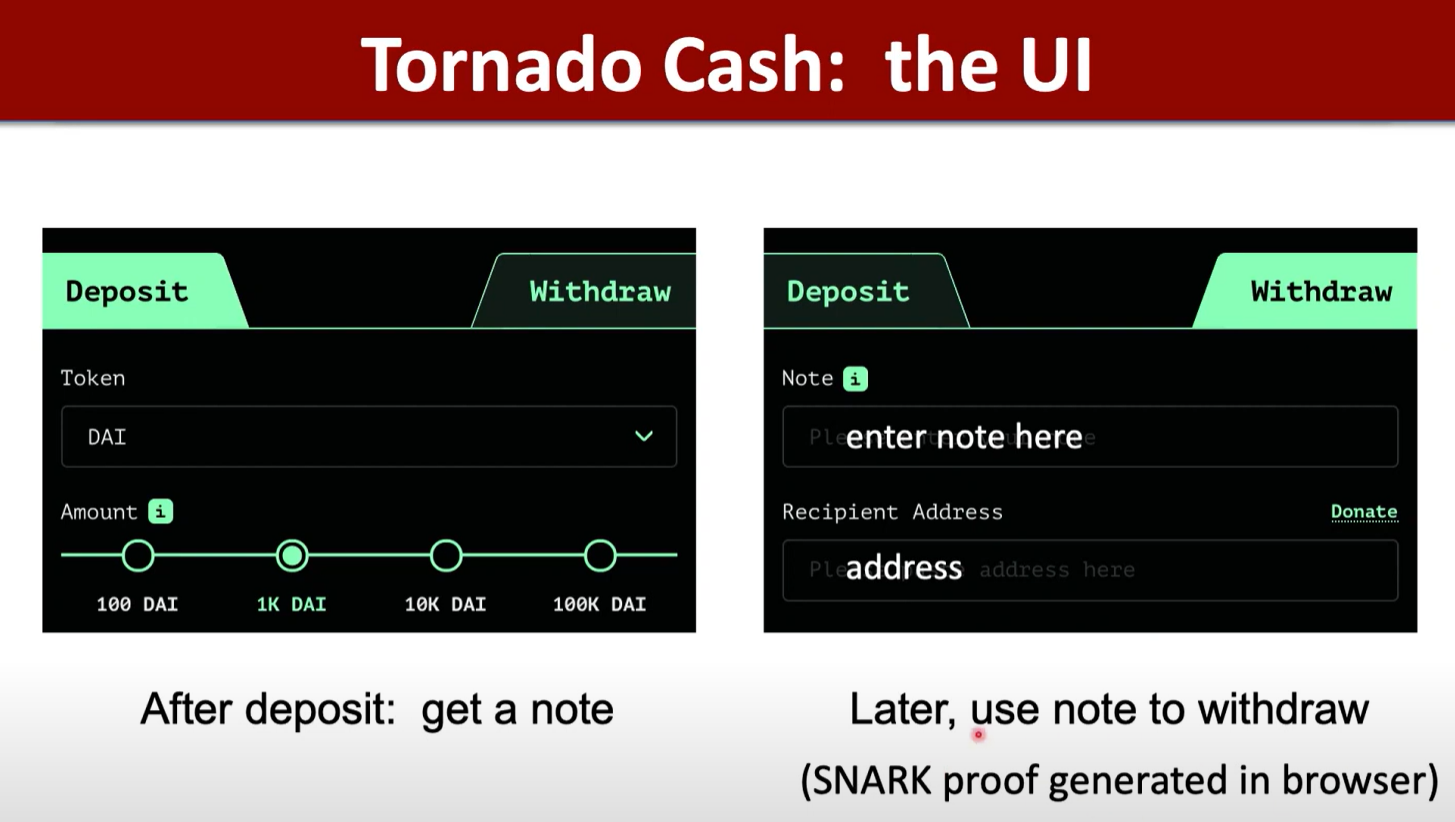 Tornado Cash: the UI
Deposit
Withdraw
Token
DAI
Amount i
100 DAI
1K DAI
10K DAI
100K DAI
After deposit: get a note
Deposit
Withdraw
Note i
enter note here
Recipient Address
Donate
address
address here
Later, use note to withdraw
(SNARK proof generated in browser)